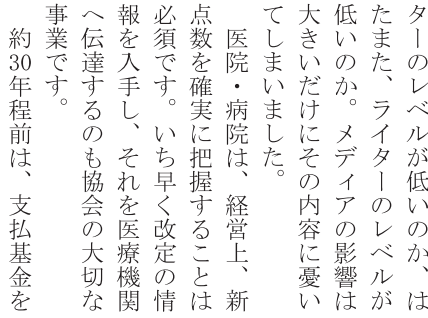 ターのレベルが低いのか、は
たまた、ライターのレベルが
低いのか。メディアの影響は
大きいだけにその内容に憂い
てしまいました。
　医院・病院は、経営上、新
点数を確実に把握することは
必須です。いち早く改定の情
報を入手し、それを医療機関
へ伝達するのも協会の大切な
事業です。
　約30年程前は、支払基金を